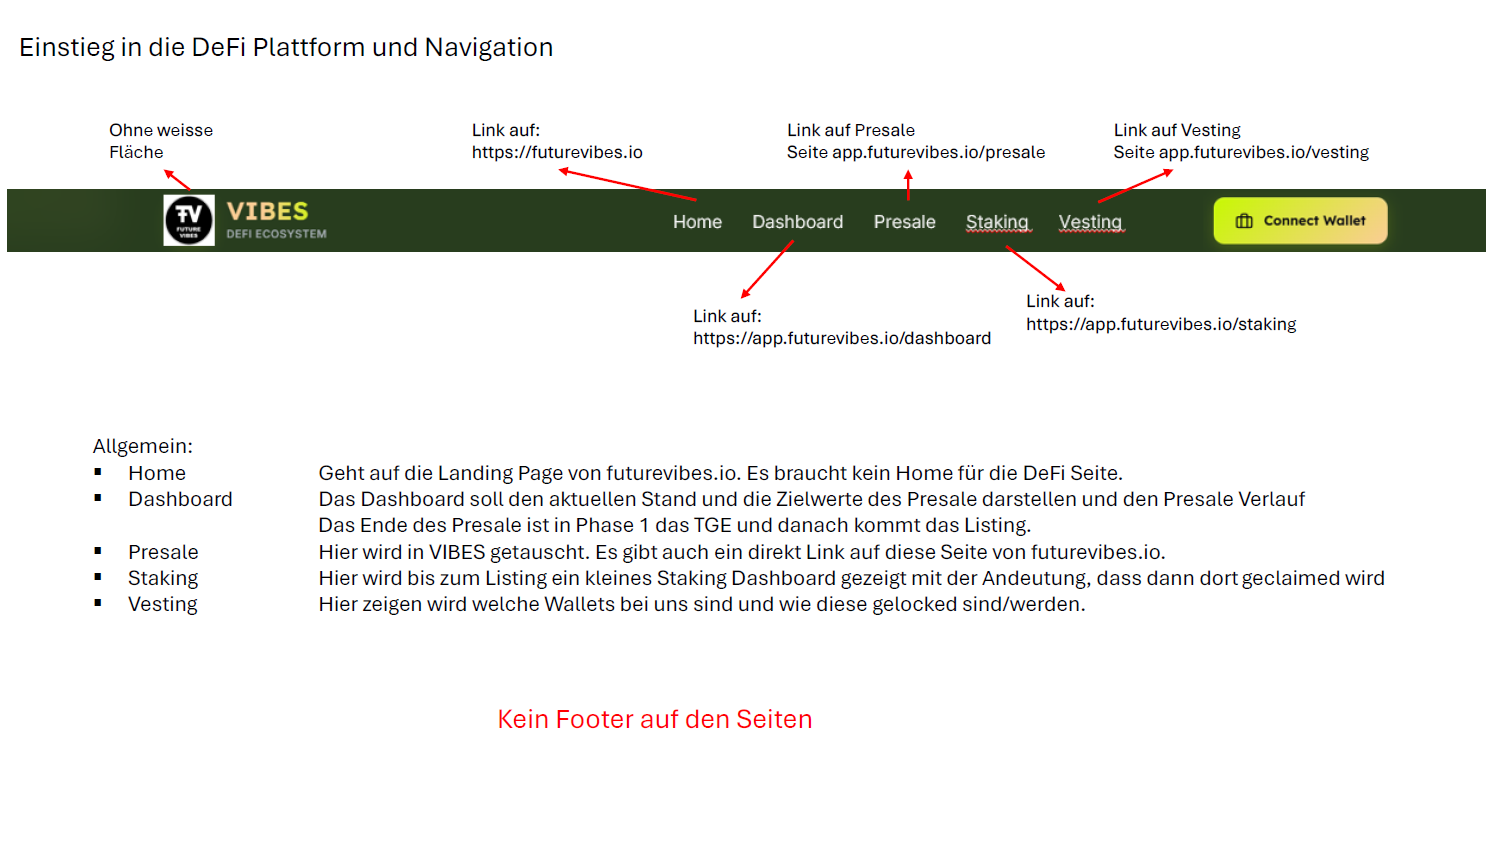 Einstieg in die DeFi Plattform und Navigation
Ohne weisse
Fläche
Link auf:
https://futurevibes.io
Link auf Presale
Seite app.futurevibes.io/presale
Link auf Vesting
Seite app.futurevibes.io/vesting
FV
FUTURE
VIBES
VIBES
DEFI ECOSYSTEM
Home Dashboard Presale Staking Vesting
Connect Wallet
Link auf:
https://app.futurevibes.io/dashboard
Link auf:
https://app.futurevibes.io/staking
Allgemein:
▪ Home Geht auf die Landing Page von futurevibes.io. Es braucht kein Home für die DeFi Seite.
▪ Dashboard Das Dashboard soll den aktuellen Stand und die Zielwerte des Presale darstellen und den Presale Verlauf
Das Ende des Presale ist in Phase 1 das TGE und danach kommt das Listing.
▪ Presale Hier wird in VIBES getauscht. Es gibt auch ein direkt Link auf diese Seite von futurevibes.io.
▪ Staking Hier wird bis zum Listing ein kleines Staking Dashboard gezeigt mit der Andeutung, dass dann dort geclaimed wird
▪ Vesting Hier zeigen wird welche Wallets bei uns sind und wie diese gelocked sind/werden.
Kein Footer auf den Seiten